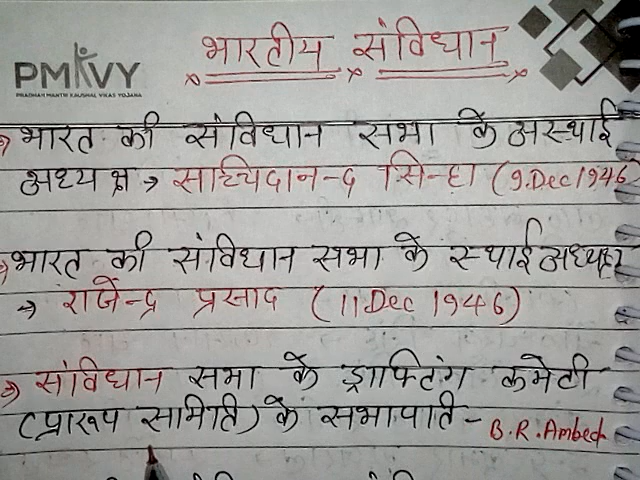 PMKVY
PRADHAN MANTRI KAUSHAL VIKAS YOJANA
भारतीय संविधान
भारत की संविधान सभा के अस्थाई
अध्यक्ष → सच्चिदानन्द सिन्हा (9.Dec 1946)
भारत की संविधान सभा के स्थाई अध्यक्ष
→ राजेन्द्र प्रसाद (11 Dec 1946)
→ संविधान सभा के ड्राफ्टिंग कमेटी
(प्रारूप समिति) के सभापति - B.R.Ambed